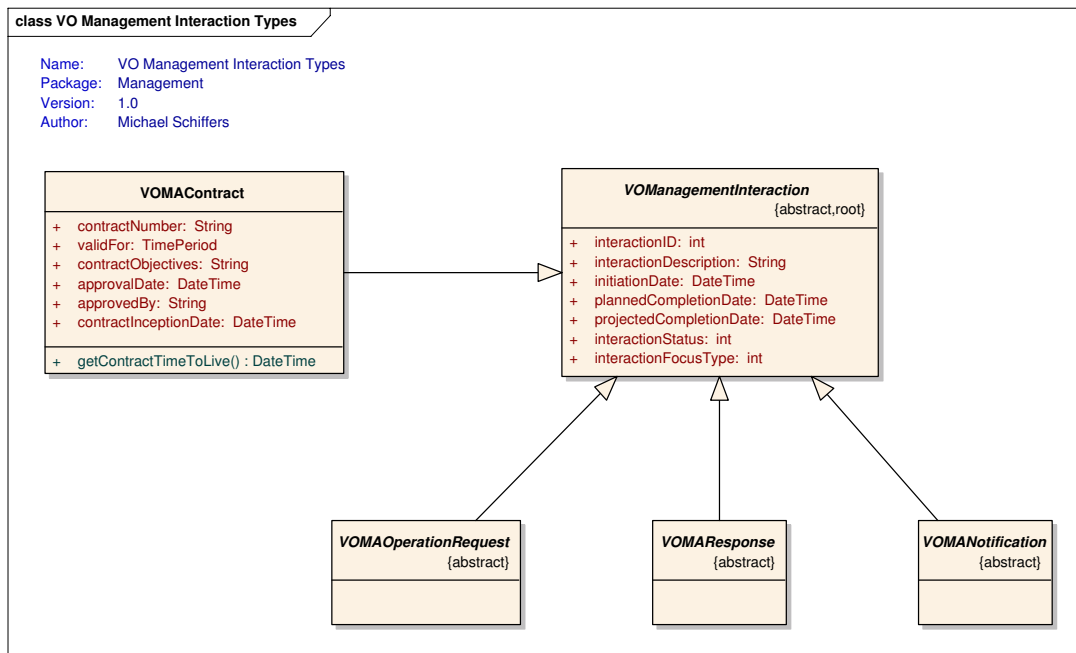 class VO Management Interaction Types
Name: VO Management Interaction Types
Package: Management
Version: 1.0
Author: Michael Schiffers
VOMAContract
+ contractNumber: String
+ validFor: TimePeriod
+ contractObjectives: String
+ approvalDate: DateTime
+ approvedBy: String
+ contractInceptionDate: DateTime
+ getContractTimeToLive() : DateTime
VOManagementInteraction
{abstract,root}
+ interactionID: int
+ interactionDescription: String
+ initiationDate: DateTime
+ plannedCompletionDate: DateTime
+ projectedCompletionDate: DateTime
+ interactionStatus: int
+ interactionFocusType: int
VOMAOperationRequest
{abstract}
VOMAResponse
{abstract}
VOMANotification
{abstract}